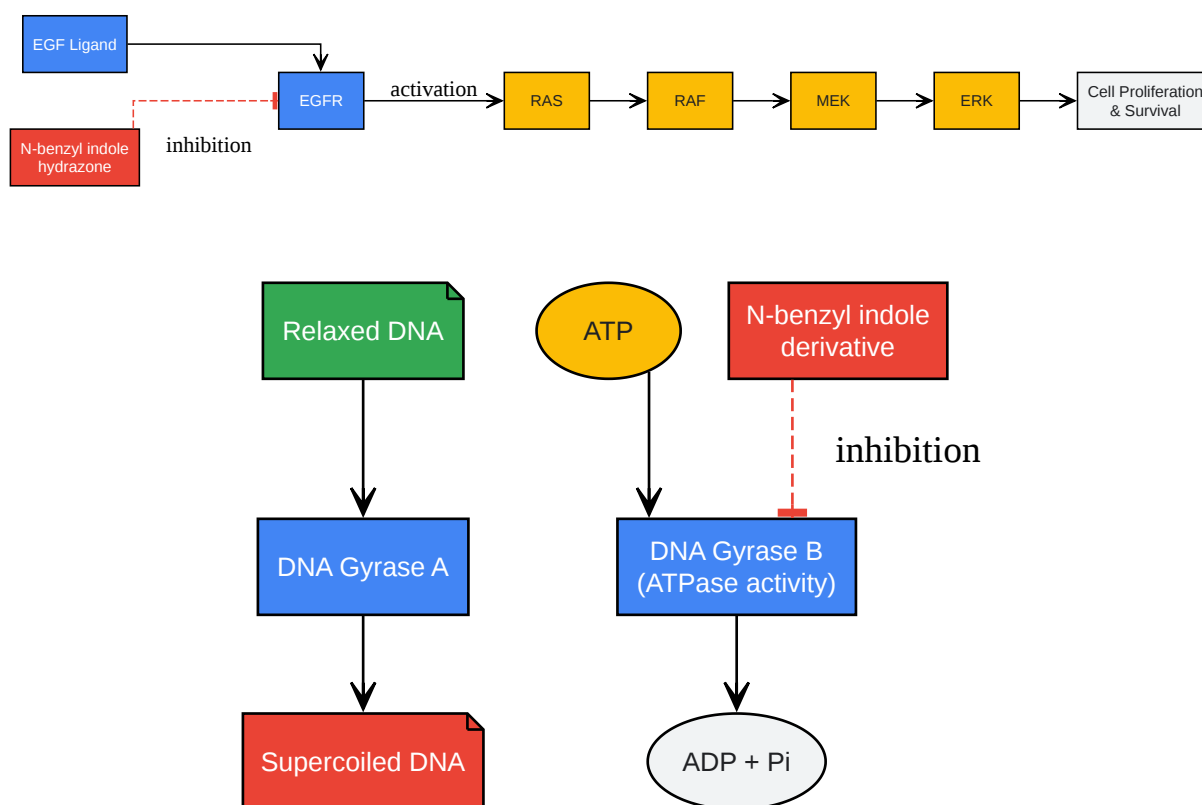 EGF Ligand
EGFR
activation
RAS
RAF
MEK
ERK
Cell Proliferation
& Survival
N-benzyl indole
hydrazone
inhibition
Relaxed DNA
ATP
N-benzyl indole
derivative
inhibition
DNA Gyrase A
DNA Gyrase B
(ATPase activity)
Supercoiled DNA
ADP + Pi